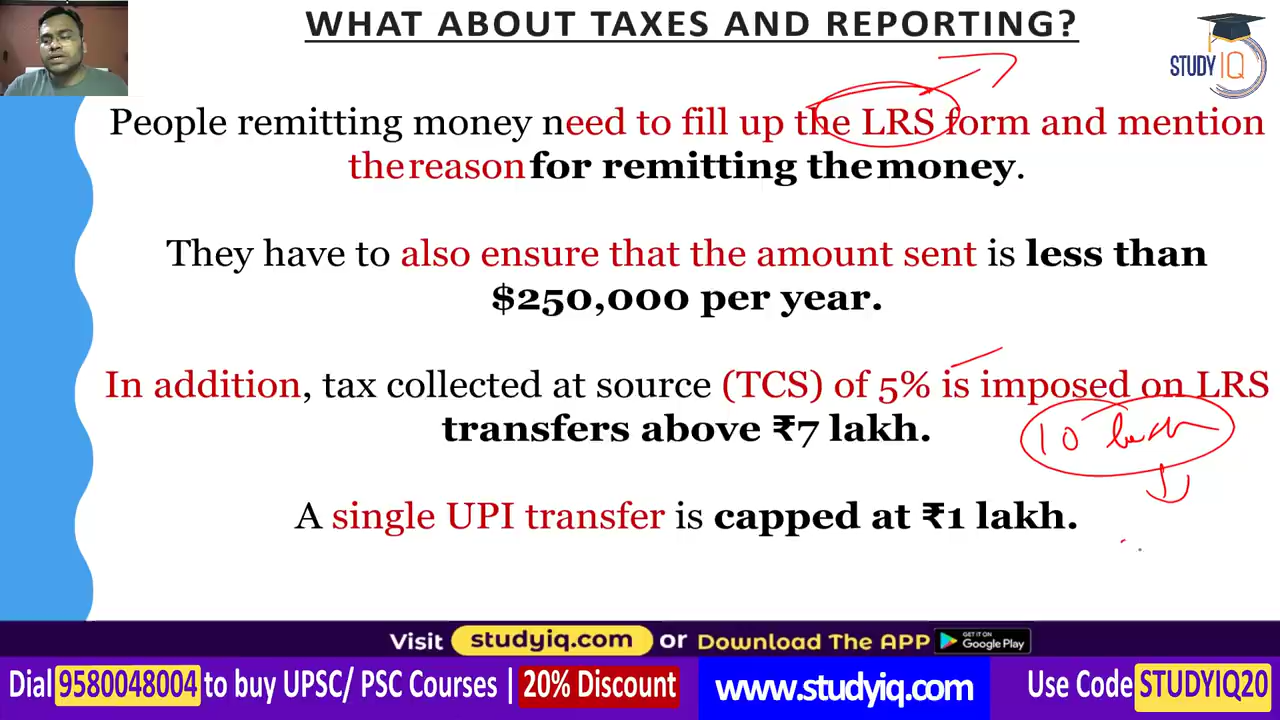 WHAT ABOUT TAXES AND REPORTING?
STUDY IQ
People remitting money need to fill up the LRS form and mention
the reason for remitting the money.
They have to also ensure that the amount sent is less than
$250,000 per year.
In addition, tax collected at source (TCS) of 5% is imposed on LRS
transfers above ₹7 lakh.
10 lakh
A single UPI transfer is capped at ₹1 lakh.
Visit studyiq.com or Download The APP GET IT ON Google Play
Dial 9580048004 to buy UPSC/ PSC Courses | 20% Discount www.studyiq.com Use Code STUDYIQ20